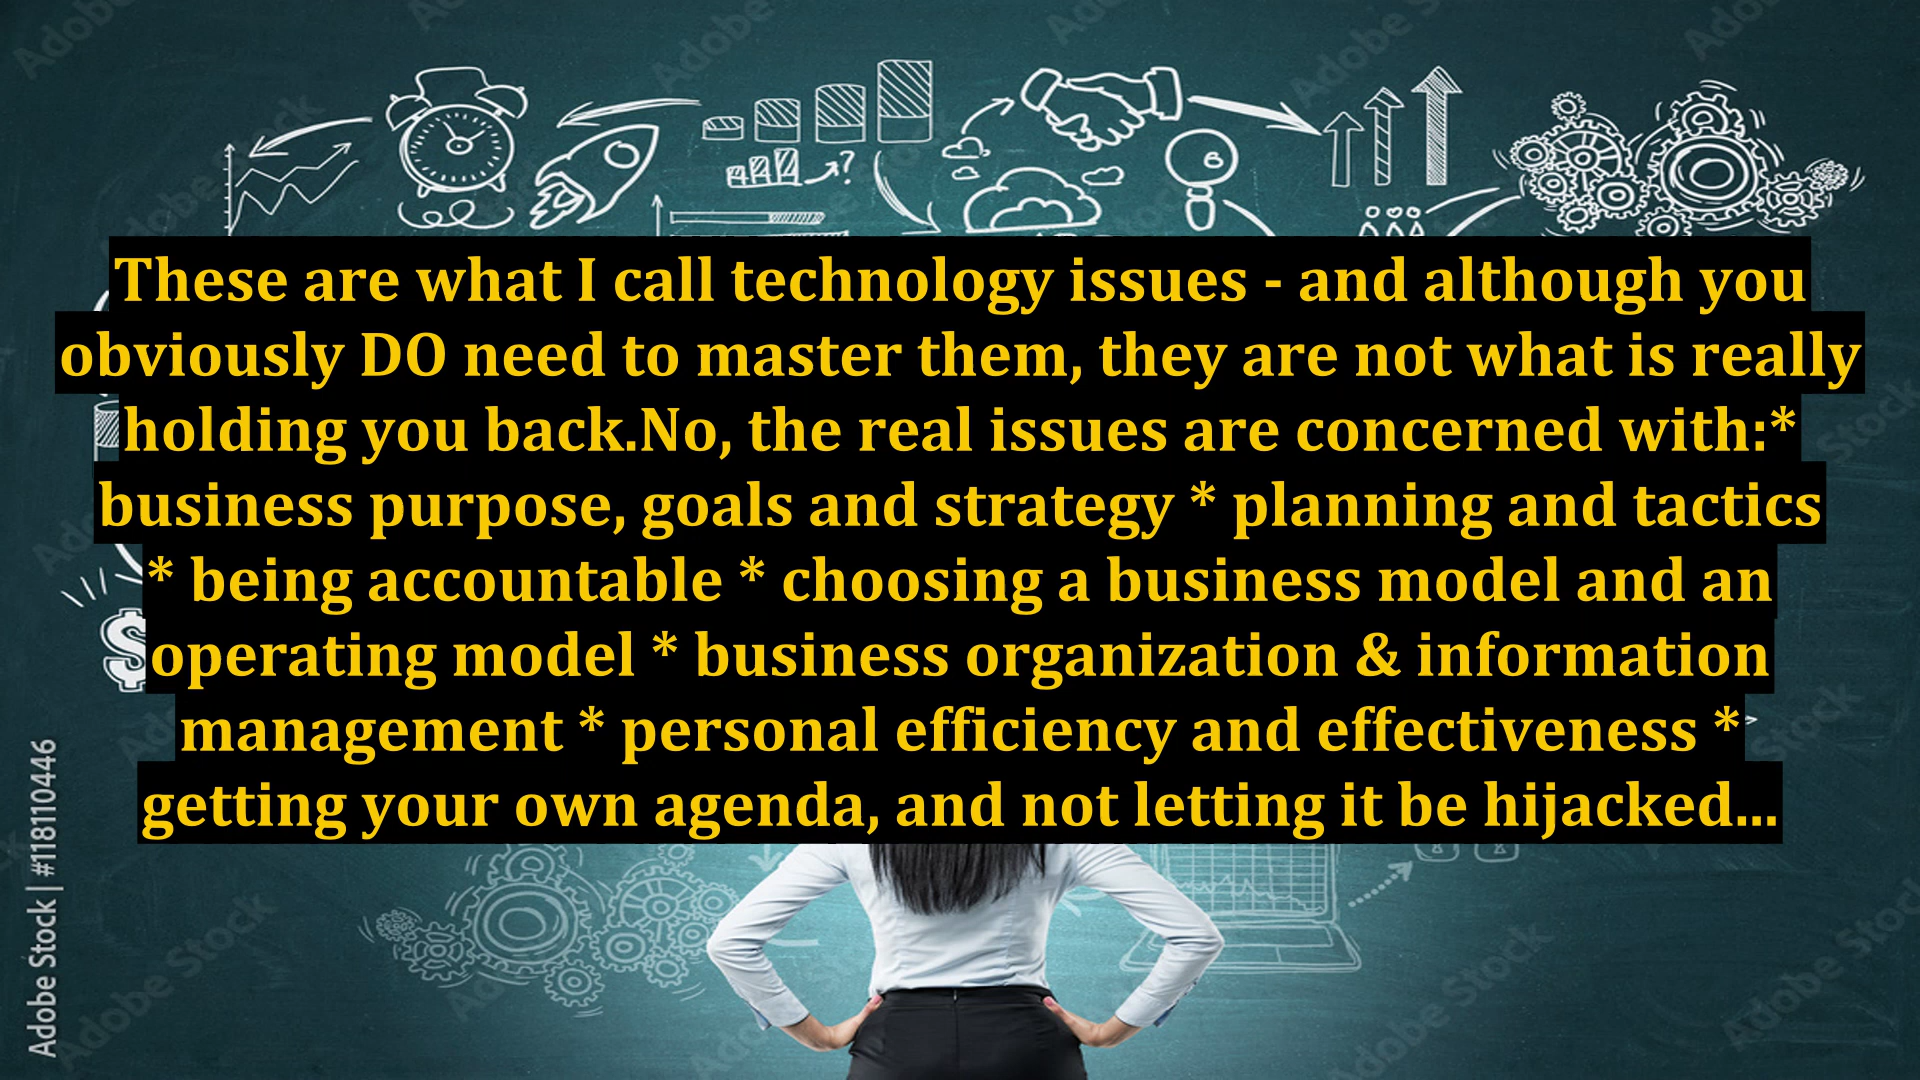 These are what I call technology issues - and although you
obviously DO need to master them, they are not what is really
holding you back.No, the real issues are concerned with:*
business purpose, goals and strategy * planning and tactics
* being accountable * choosing a business model and an
operating model * business organization & information
management * personal efficiency and effectiveness *
getting your own agenda, and not letting it be hijacked...
Adobe Stock | #118110446